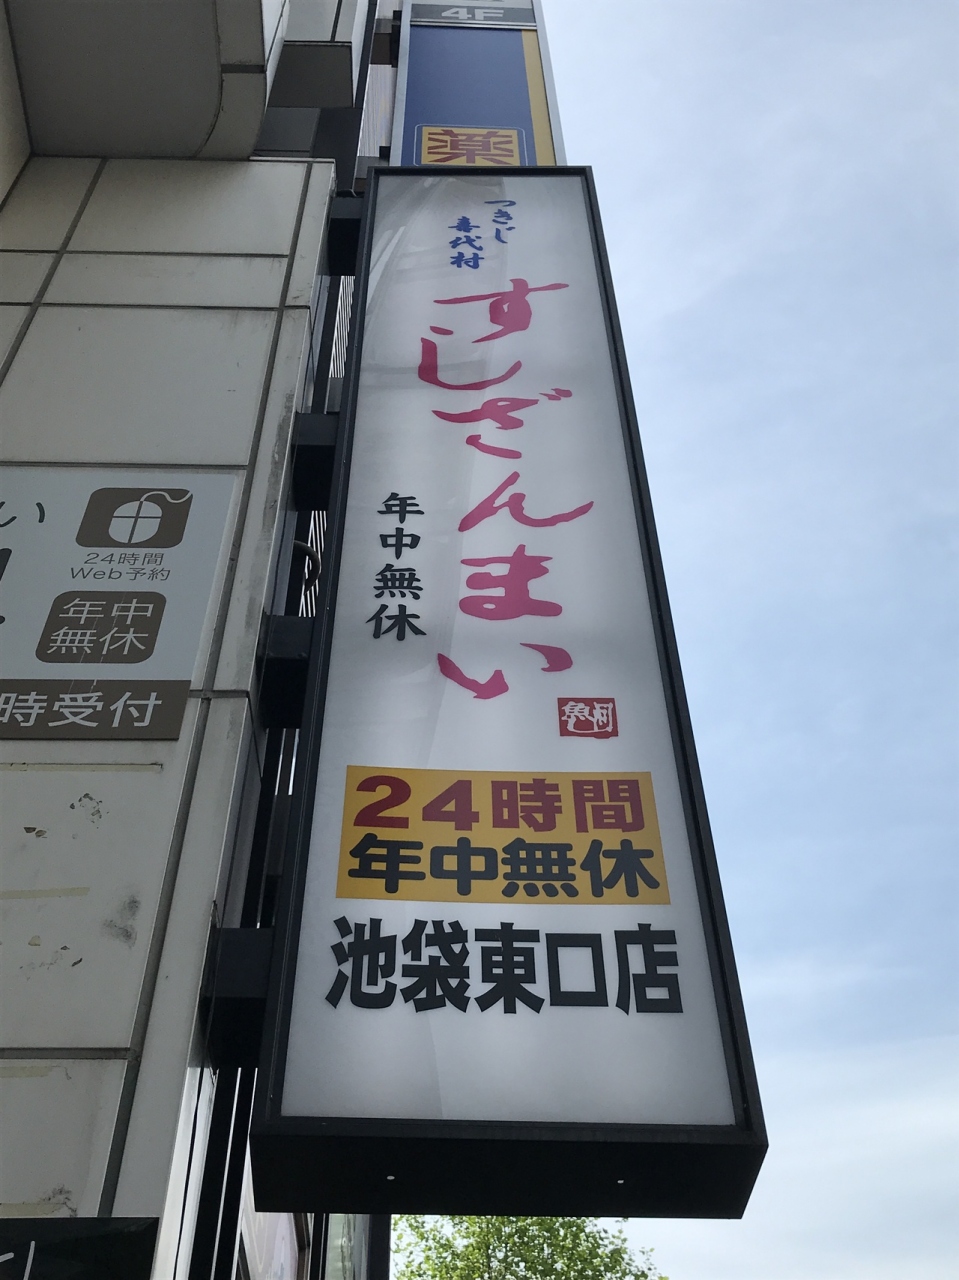 4F
薬
つきじ
喜代村
すしざんまい
年中無休
24時間
年中無休
池袋東口店
い
24時間
Web予約
年中
無休
時受付